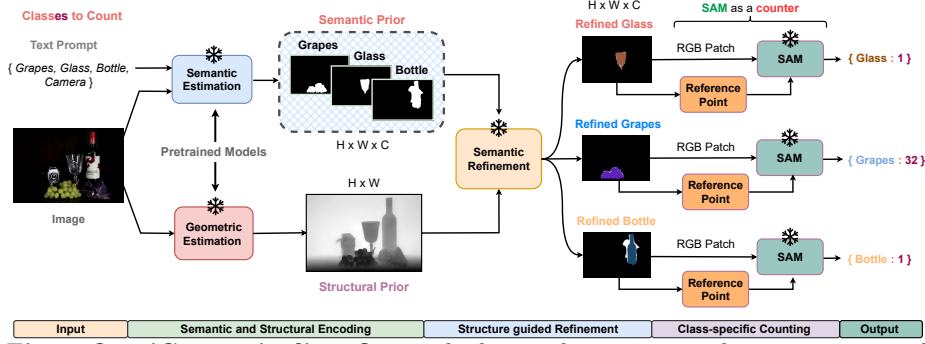 Classes to Count
Text Prompt
{ Grapes, Glass, Bottle,
Camera }
Image
Semantic
Estimation
Pretrained Models
Geometric
Estimation
Semantic Prior
Grapes
Glass
Bottle
H x W x C
H x W
Structural Prior
Semantic
Refinement
H x W x C
Refined Glass
SAM as a counter
RGB Patch
SAM
Reference
Point
{ Glass : 1 }
Refined Grapes
RGB Patch
SAM
Reference
Point
{ Grapes : 32 }
Refined Bottle
RGB Patch
SAM
Reference
Point
{ Bottle : 1 }
Input
Semantic and Structural Encoding
Structure guided Refinement
Class-specific Counting
Output